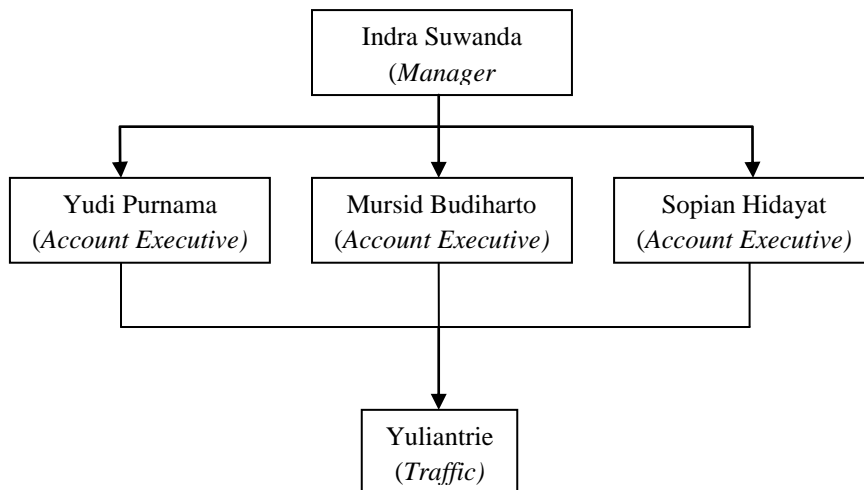 Indra Suwanda
(Manager
Yudi Purnama
(Account Executive)
Mursid Budiharto
(Account Executive)
Sopian Hidayat
(Account Executive)
Yuliantrie
(Traffic)